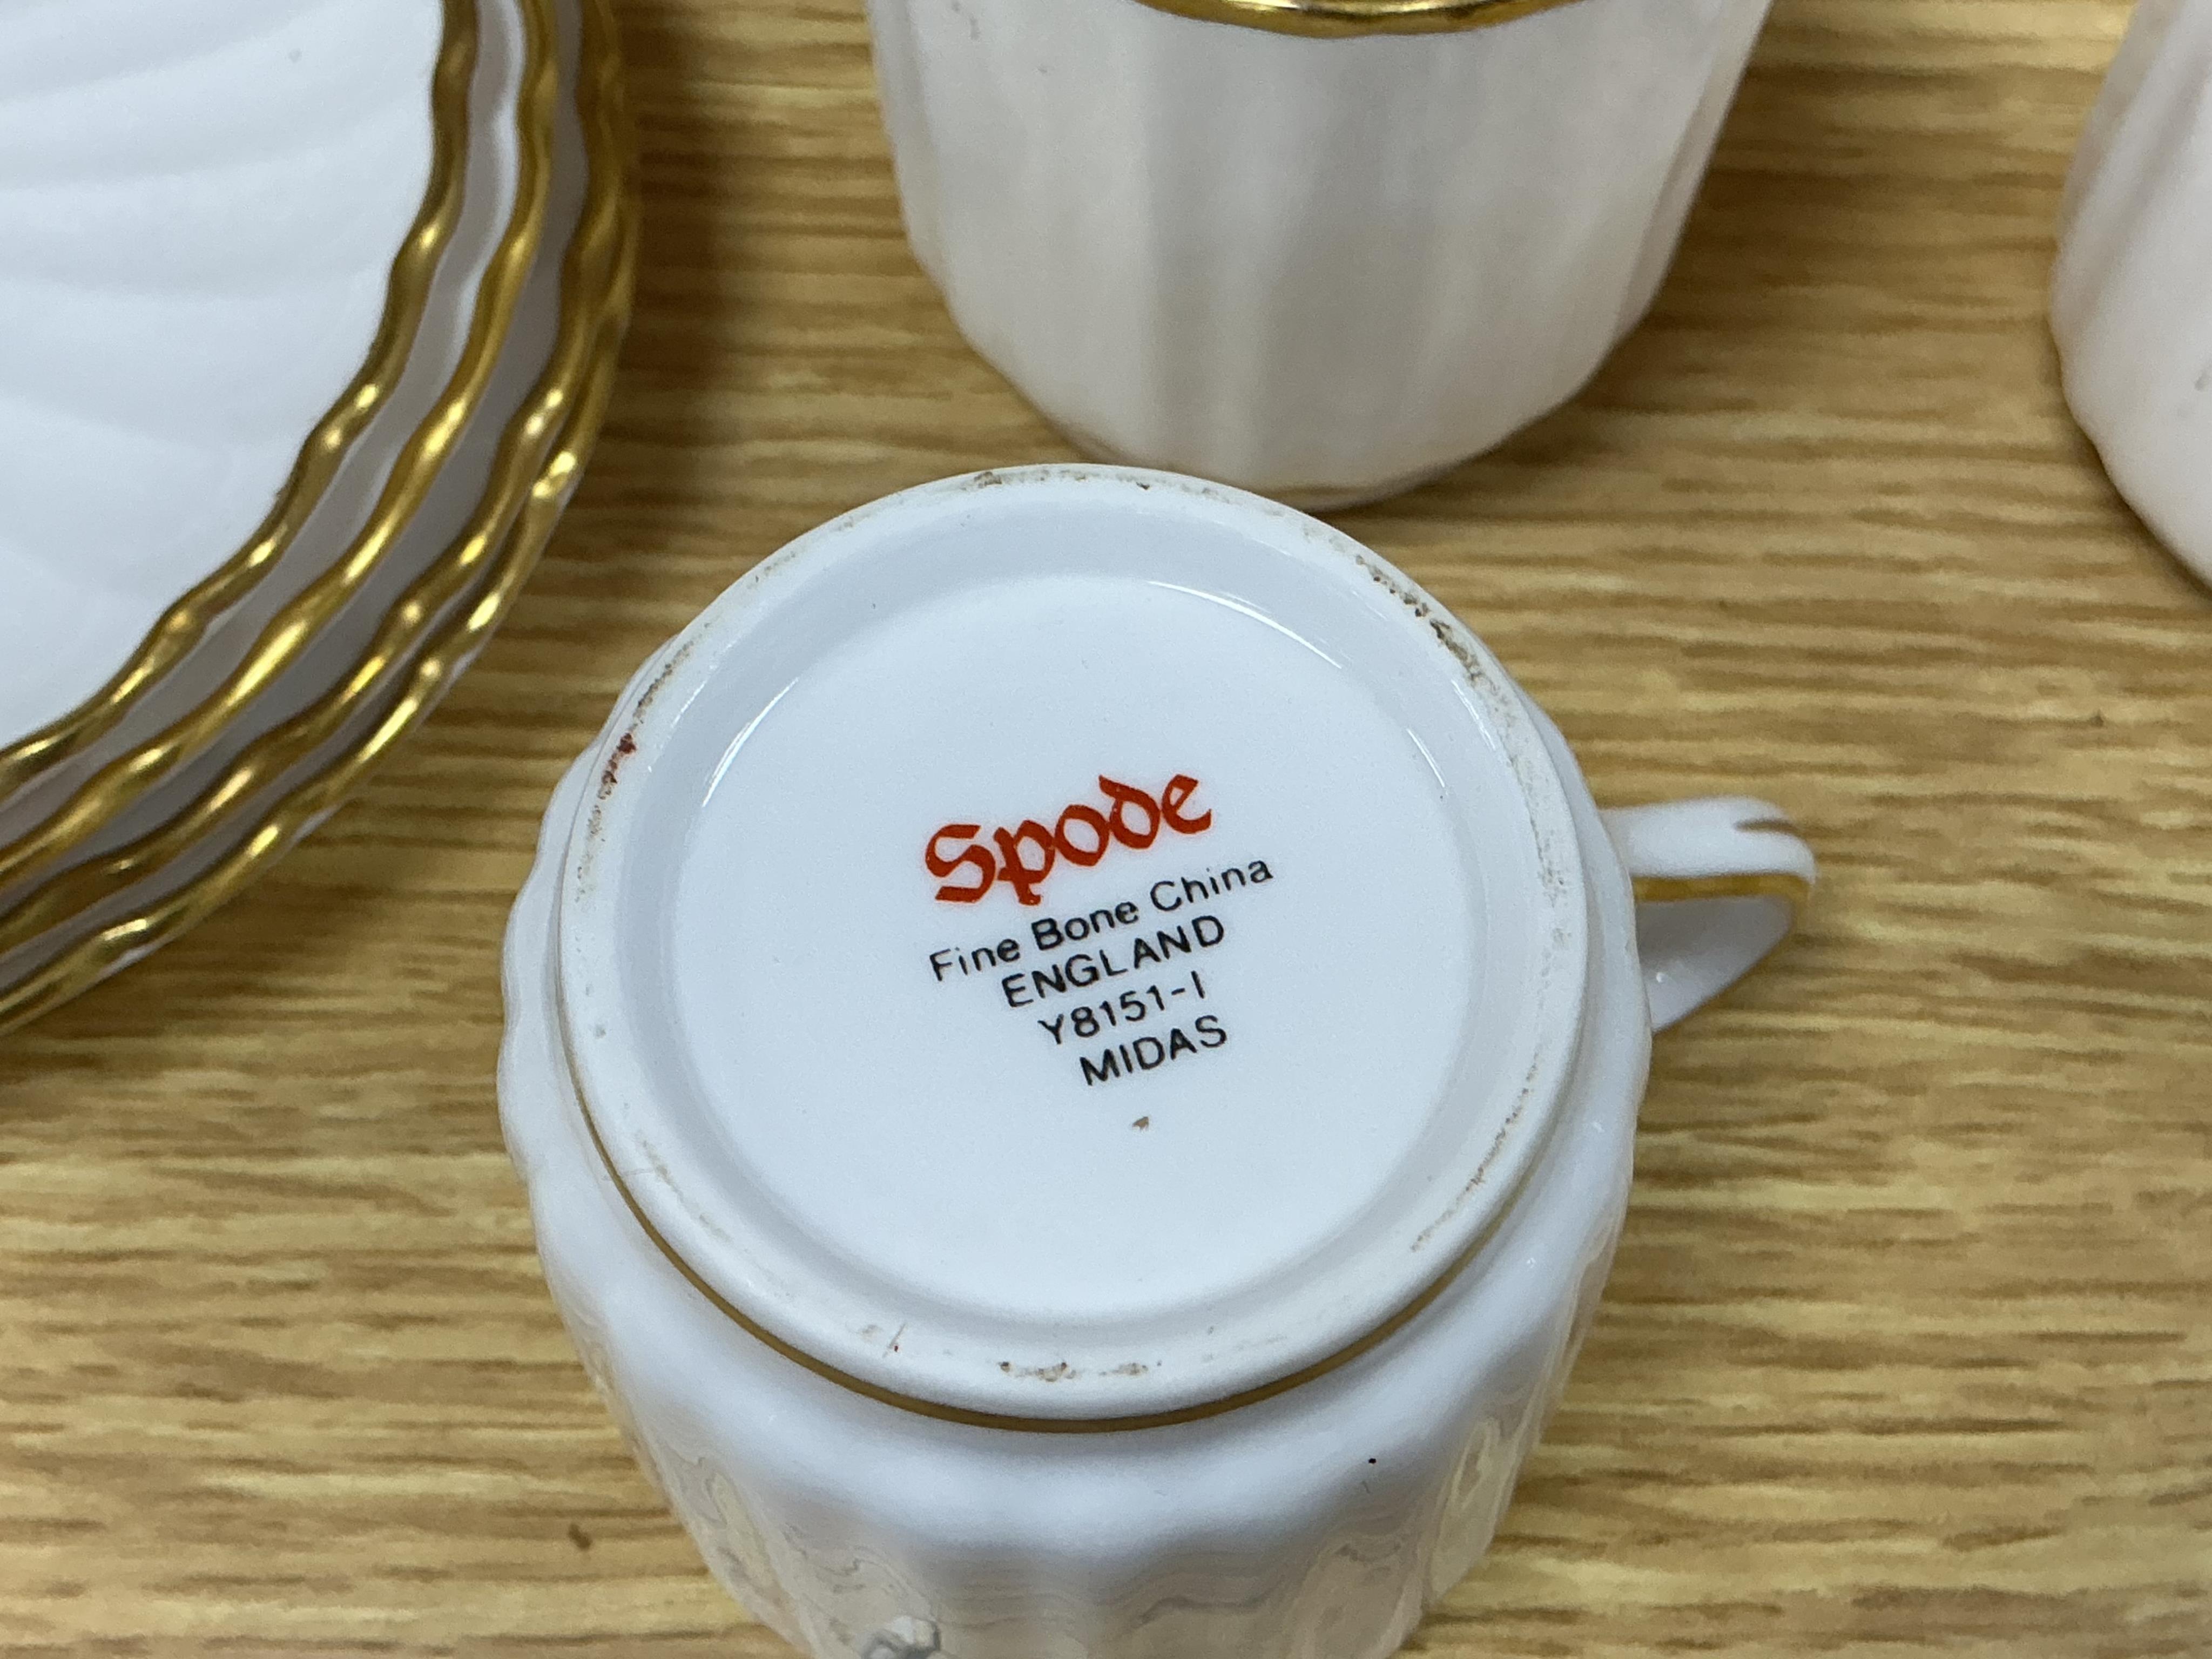 Spode
Fine Bone China
ENGLAND
Y8151-I
MIDAS